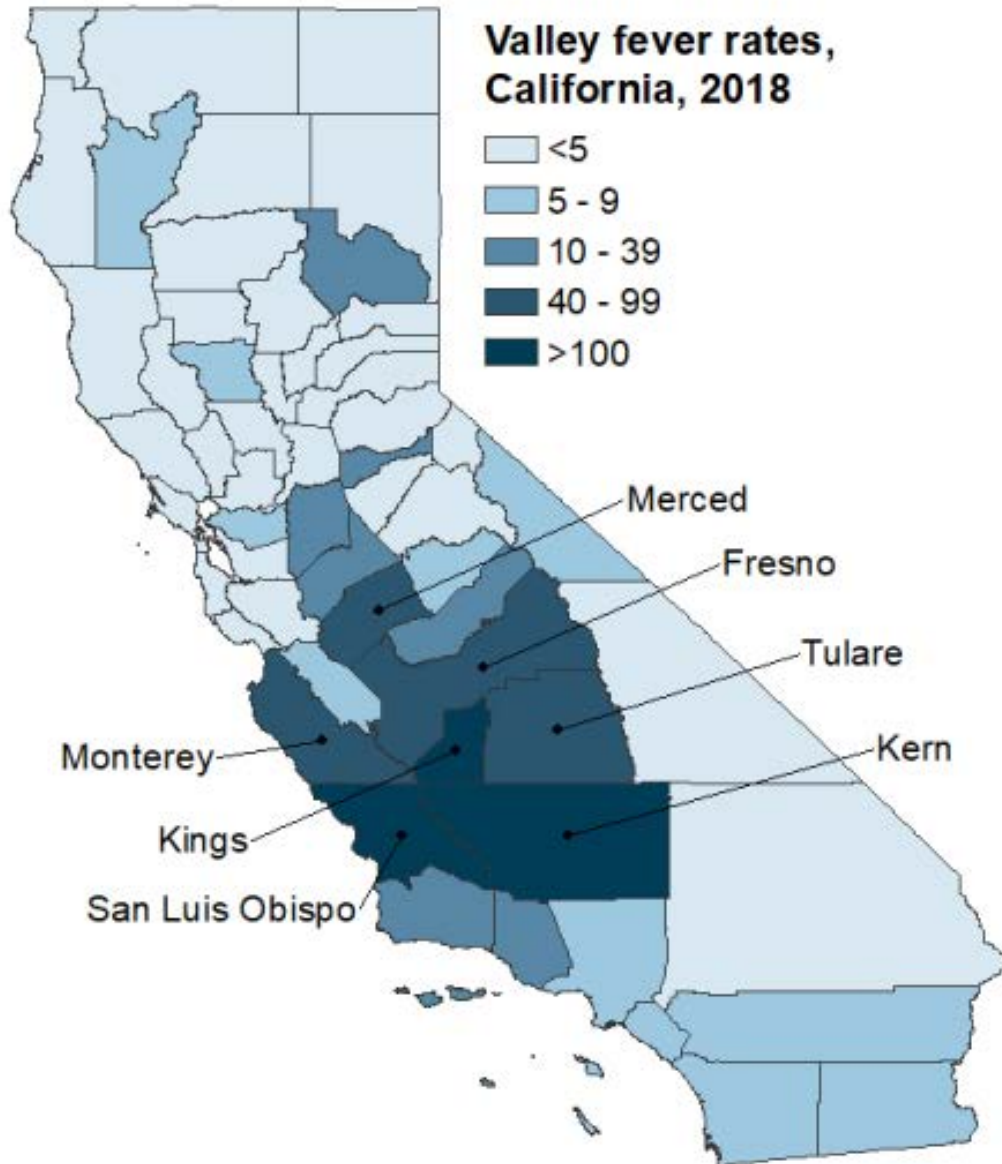 Valley fever rates,
California, 2018
<5
5 - 9
10 - 39
40 - 99
>100
Merced
Fresno
Tulare
Kern
Monterey
Kings
San Luis Obispo